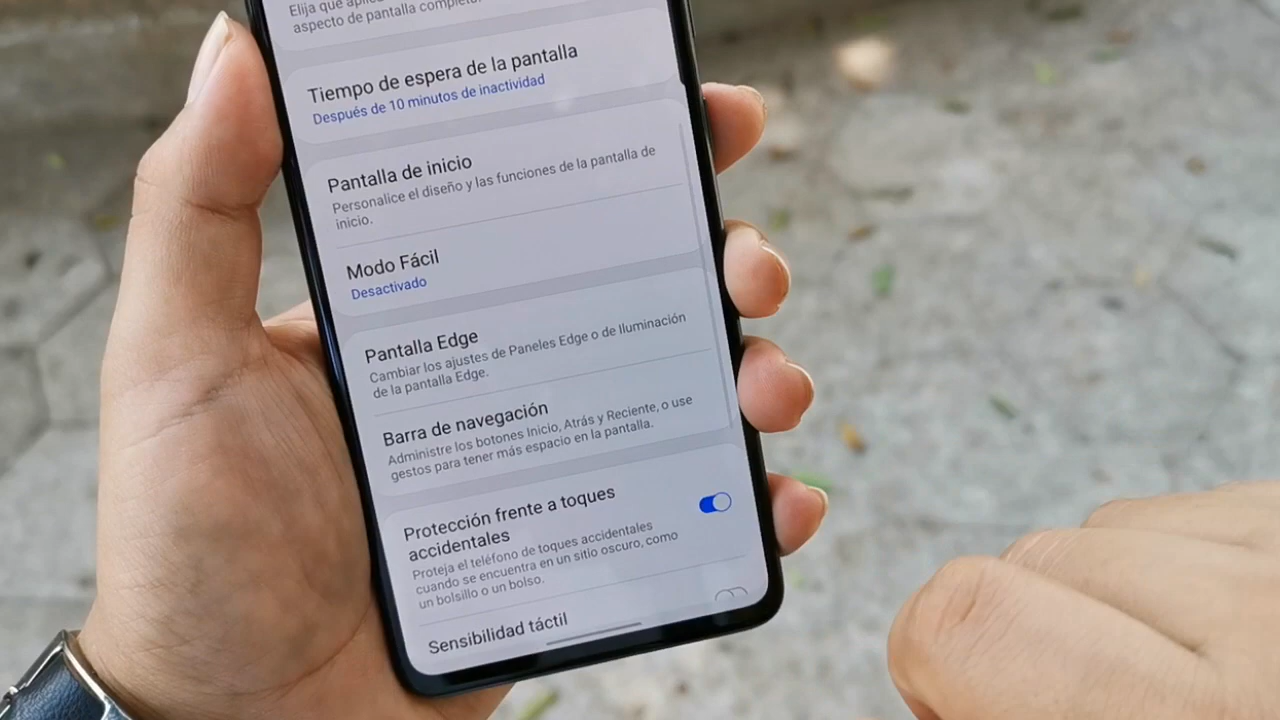 Elija qué aplic
aspecto de pantalla completa.
Tiempo de espera de la pantalla
Después de 10 minutos de inactividad
Pantalla de inicio
Personalice el diseño y las funciones de la pantalla de
inicio.
Modo Fácil
Desactivado
Pantalla Edge
Cambiar los ajustes de Paneles Edge o de Iluminación
de la pantalla Edge.
Barra de navegación
Administre los botones Inicio, Atrás y Reciente, o use
gestos para tener más espacio en la pantalla.
Protección frente a toques
accidentales
Proteja el teléfono de toques accidentales
cuando se encuentra en un sitio oscuro, como
un bolsillo o un bolso.
Sensibilidad táctil